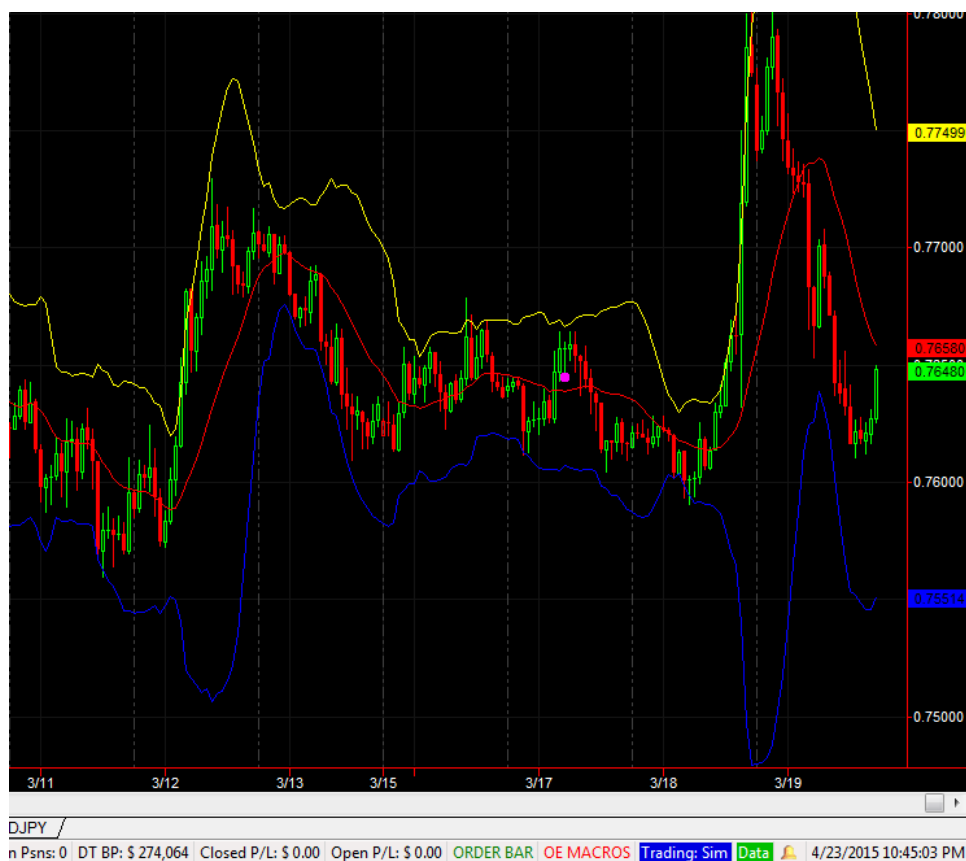 0.78000
0.77499
0.77000
0.76580
0.76480
0.76000
0.75514
0.75000
3/11 3/12 3/13 3/15 3/17 3/18 3/19
DJPY
n Psns: 0 DT BP: $ 274,064 Closed P/L: $ 0.00 Open P/L: $ 0.00 ORDER BAR OE MACROS Trading: Sim Data 4/23/2015 10:45:03 PM